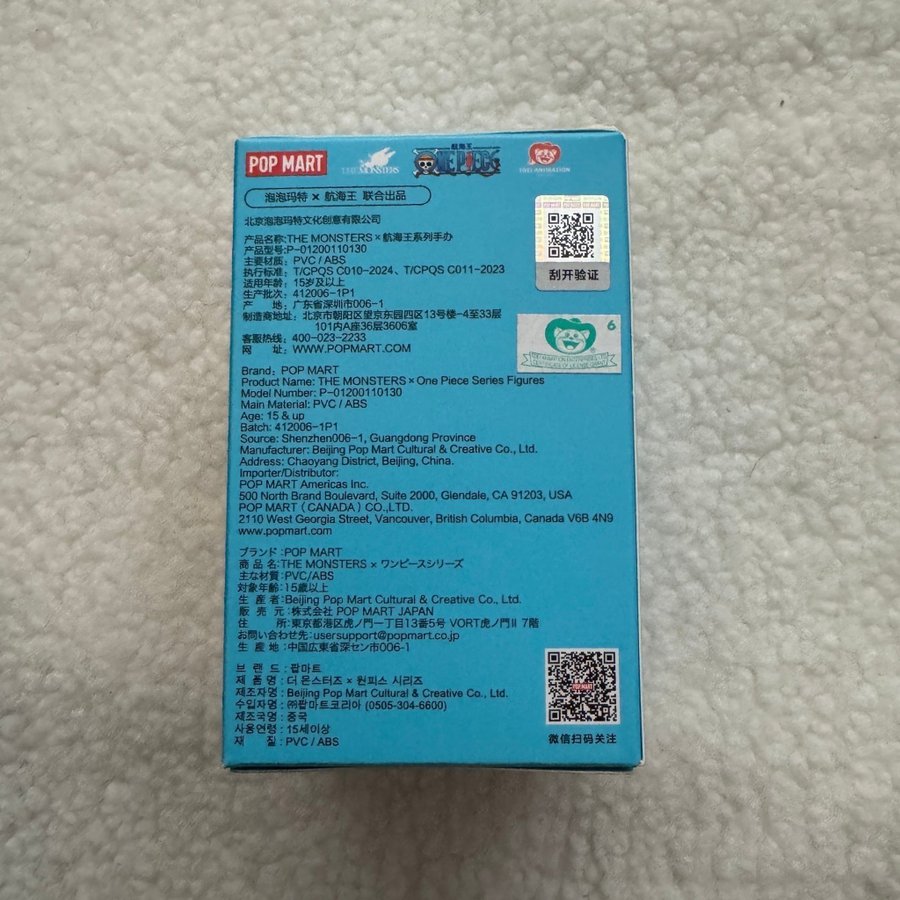 POP MART
THE MONSTERS
航海王
ONE PIECE
TOEI ANIMATION
泡泡玛特 × 航海王 联合出品
北京泡泡玛特文化创意有限公司
产品名称:THE MONSTERS × 航海王系列手办
产品型号:P-01200110130
主要材质: PVC / ABS
执行标准: T/CPQS C010-2024、T/CPQS C011-2023
适用年龄: 15岁及以上
生产批次: 412006-1P1
产 地: 广东省深圳市006-1
制造商地址: 北京市朝阳区望京东园四区13号楼-4至33层
101内A座36层3606室
客服热线: 400-023-2233
网 址: WWW.POPMART.COM
POP MART
刮开验证
6
Brand: POP MART
Product Name: THE MONSTERS × One Piece Series Figures
Model Number: P-01200110130
Main Material: PVC / ABS
Age: 15 & up
Batch: 412006-1P1
Source: Shenzhen006-1, Guangdong Province
Manufacturer: Beijing Pop Mart Cultural & Creative Co., Ltd.
Address: Chaoyang District, Beijing, China.
Importer/Distributor:
POP MART Americas Inc.
500 North Brand Boulevard, Suite 2000, Glendale, CA 91203, USA
POP MART (CANADA) CO.,LTD.
2110 West Georgia Street, Vancouver, British Columbia, Canada V6B 4N9
www.popmart.com
ブランド :POP MART
商 品 名:THE MONSTERS × ワンピースシリーズ
主な材質:PVC/ABS
対象年齢:15歳以上
生 産 者:Beijing Pop Mart Cultural & Creative Co., Ltd.
販 売 元:株式会社 POP MART JAPAN
住 所:東京都港区虎ノ門一丁目13番5号 VORT虎ノ門II 7階
お問い合わせ先:usersupport@popmart.co.jp
生 産 地:中国広東省深セン市006-1
브 랜 드 : 팝마트
제 품 명 : 더 몬스터즈 × 원피스 시리즈
제조자명 : Beijing Pop Mart Cultural & Creative Co., Ltd.
수입자명 : ㈜팝마트코리아 (0505-304-6600)
제조국명 : 중국
사용연령 : 15세이상
재 질 : PVC / ABS
POP MART
微信扫码关注